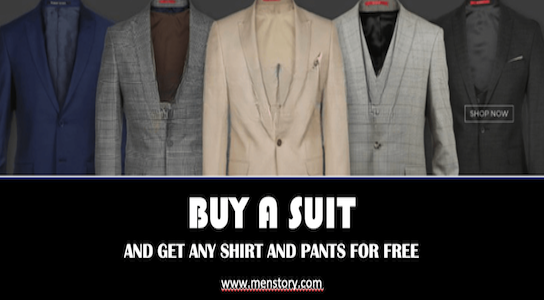 SHOP NOW
BUY A SUIT
AND GET ANY SHIRT AND PANTS FOR FREE
www.menstory.com